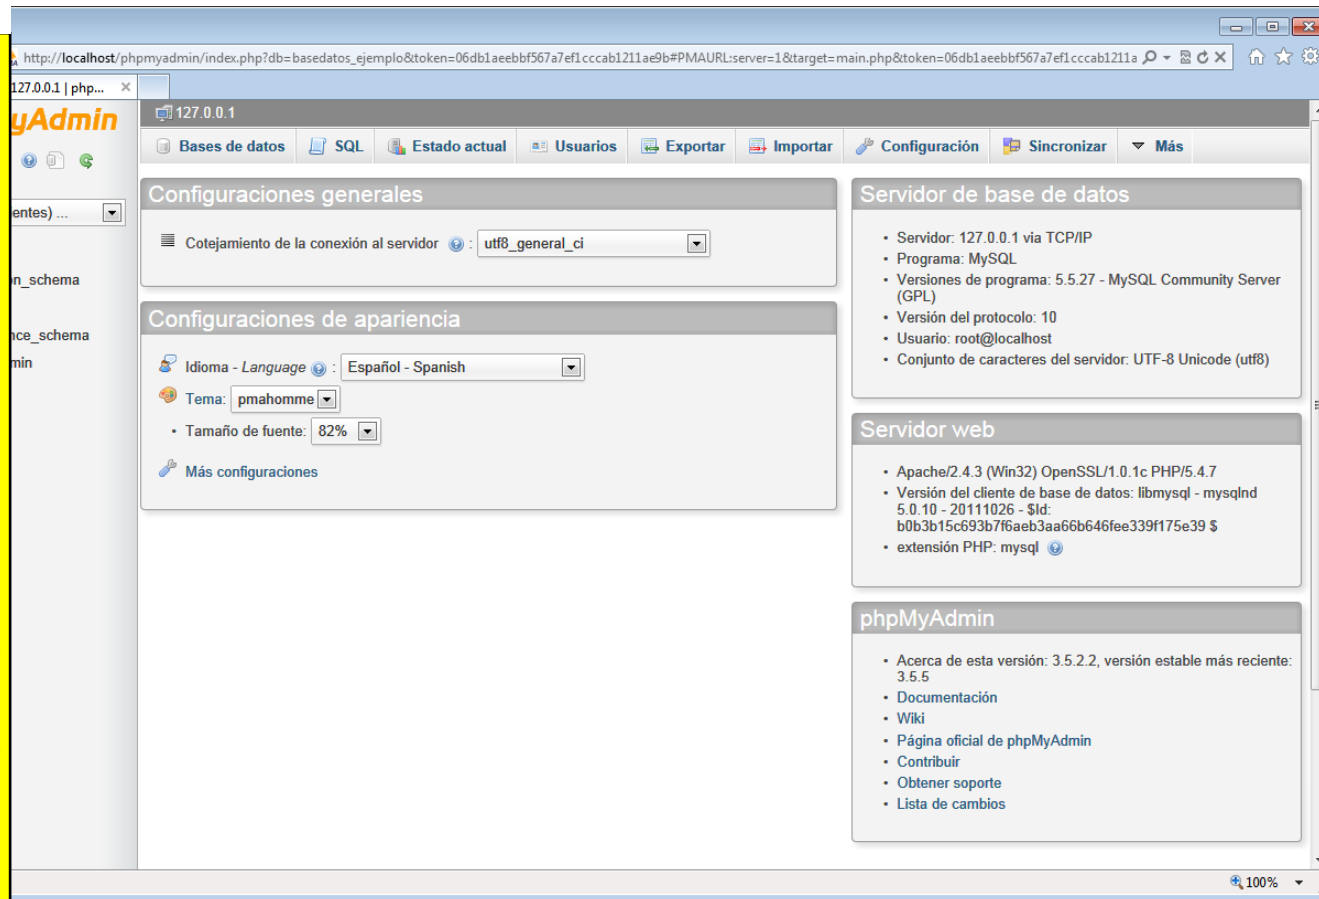 http://localhost/phpmyadmin/index.php?db=basedatos_ejemplo&token=06db1aeebbf567a7ef1cccab1211ae9b#PMAURL:server=1&target=main.php&token=06db1aeebbf567a7ef1cccab1211a
127.0.0.1 | php...
yAdmin
127.0.0.1
Bases de datos SQL Estado actual Usuarios Exportar Importar Configuración Sincronizar Más
entes) ...
n_schema
nce_schema
min
Configuraciones generales
Cotejamiento de la conexión al servidor : utf8_general_ci
Configuraciones de apariencia
Idioma - Language : Español - Spanish
Tema: pmahomme
• Tamaño de fuente: 82%
Más configuraciones
Servidor de base de datos
• Servidor: 127.0.0.1 via TCP/IP
• Programa: MySQL
• Versiones de programa: 5.5.27 - MySQL Community Server
(GPL)
• Versión del protocolo: 10
• Usuario: root@localhost
• Conjunto de caracteres del servidor: UTF-8 Unicode (utf8)
Servidor web
• Apache/2.4.3 (Win32) OpenSSL/1.0.1c PHP/5.4.7
• Versión del cliente de base de datos: libmysql - mysqlnd
5.0.10 - 20111026 - $Id:
b0b3b15c693b7f6aeb3aa66b646fee339f175e39 $
• extensión PHP: mysql
phpMyAdmin
• Acerca de esta versión: 3.5.2.2, versión estable más reciente:
3.5.5
• Documentación
• Wiki
• Página oficial de phpMyAdmin
• Contribuir
• Obtener soporte
• Lista de cambios
100%